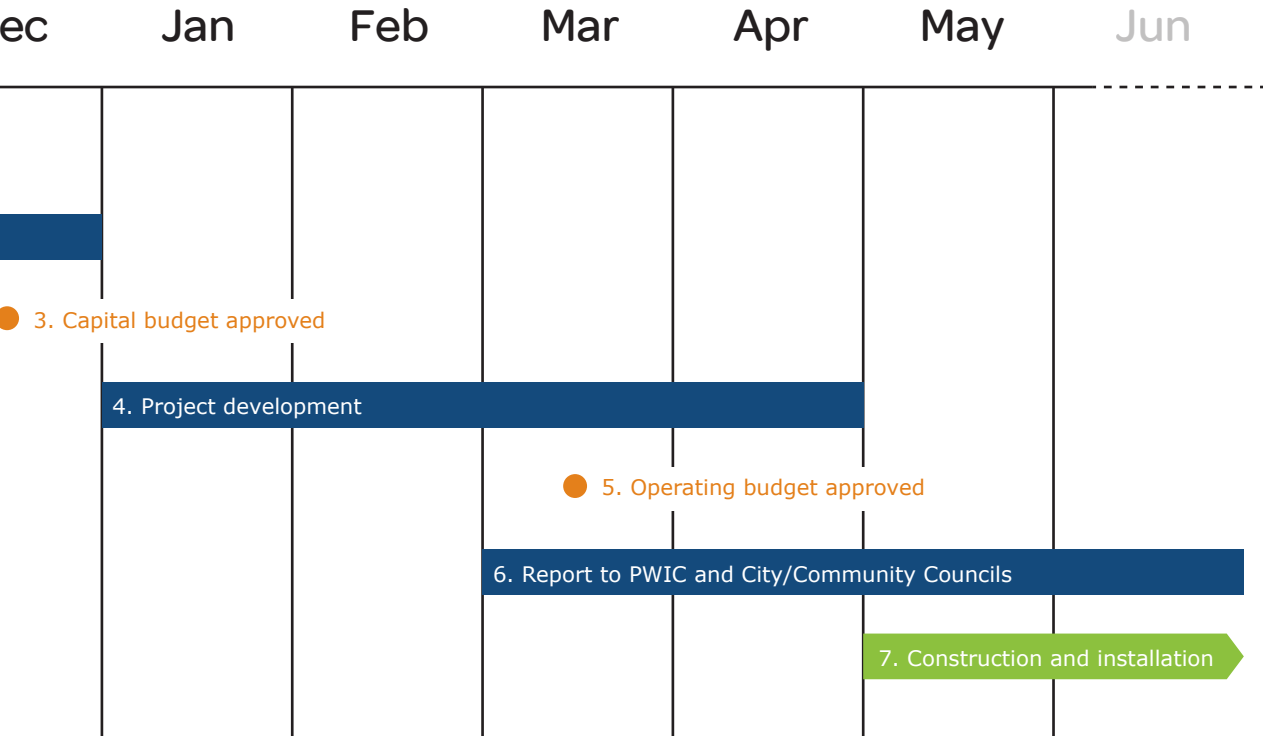 ec Jan Feb Mar Apr May Jun
3. Capital budget approved
4. Project development
5. Operating budget approved
6. Report to PWIC and City/Community Councils
7. Construction and installation